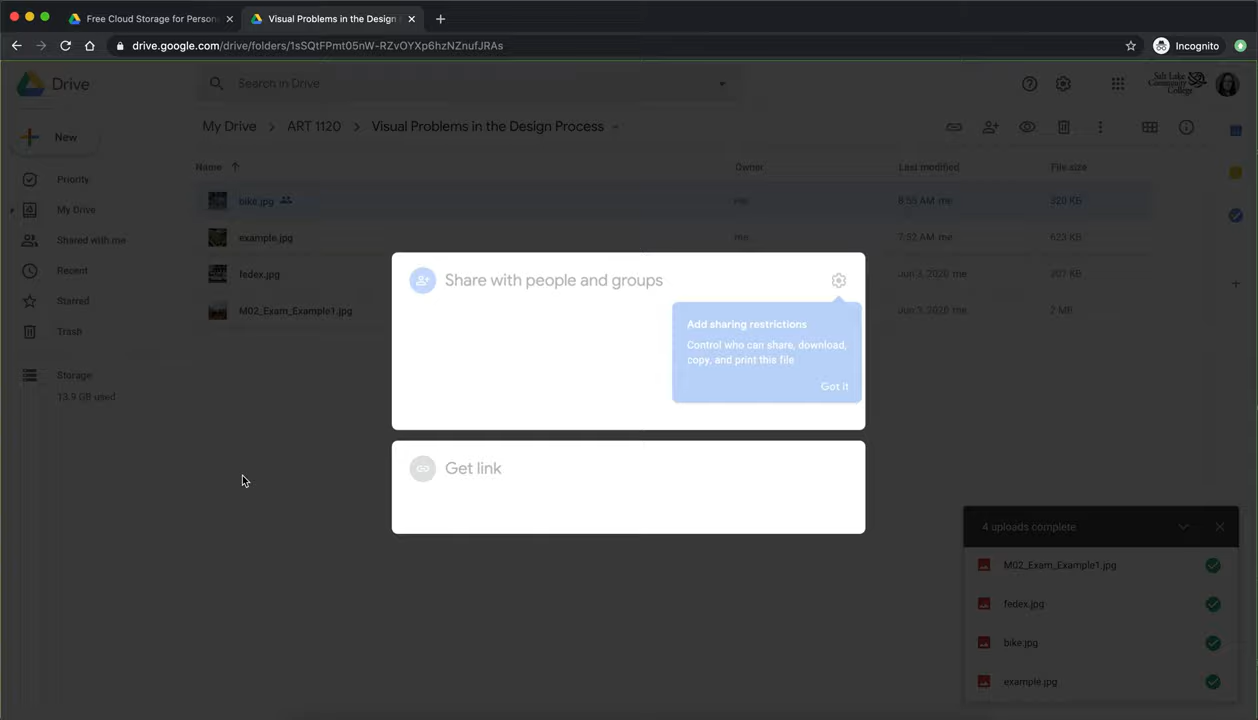 Free Cloud Storage for Person
Visual Problems in the Design
drive.google.com/drive/folders/1sSQtFPmt05nW-RZvOYXp6hzNZnufJRAs
Incognito
Drive
Search in Drive
Salt Lake
Community
College
My Drive
ART 1120
Visual Problems in the Design Process
New
Name
Owner
Last modified
File size
Priority
My Drive
Shared with me
Recent
Starred
Trash
Storage
13.9 GB used
bike.jpg
me
8:55 AM me
320 KB
example.jpg
me
7:52 AM me
623 KB
fedex.jpg
Jun 3, 2020 me
307 KB
M02_Exam_Example1.jpg
Jun 3, 2020 me
2 MB
Share with people and groups
Add sharing restrictions
Control who can share, download,
copy, and print this file
Got it
Get link
4 uploads complete
M02_Exam_Example1.jpg
fedex.jpg
bike.jpg
example.jpg